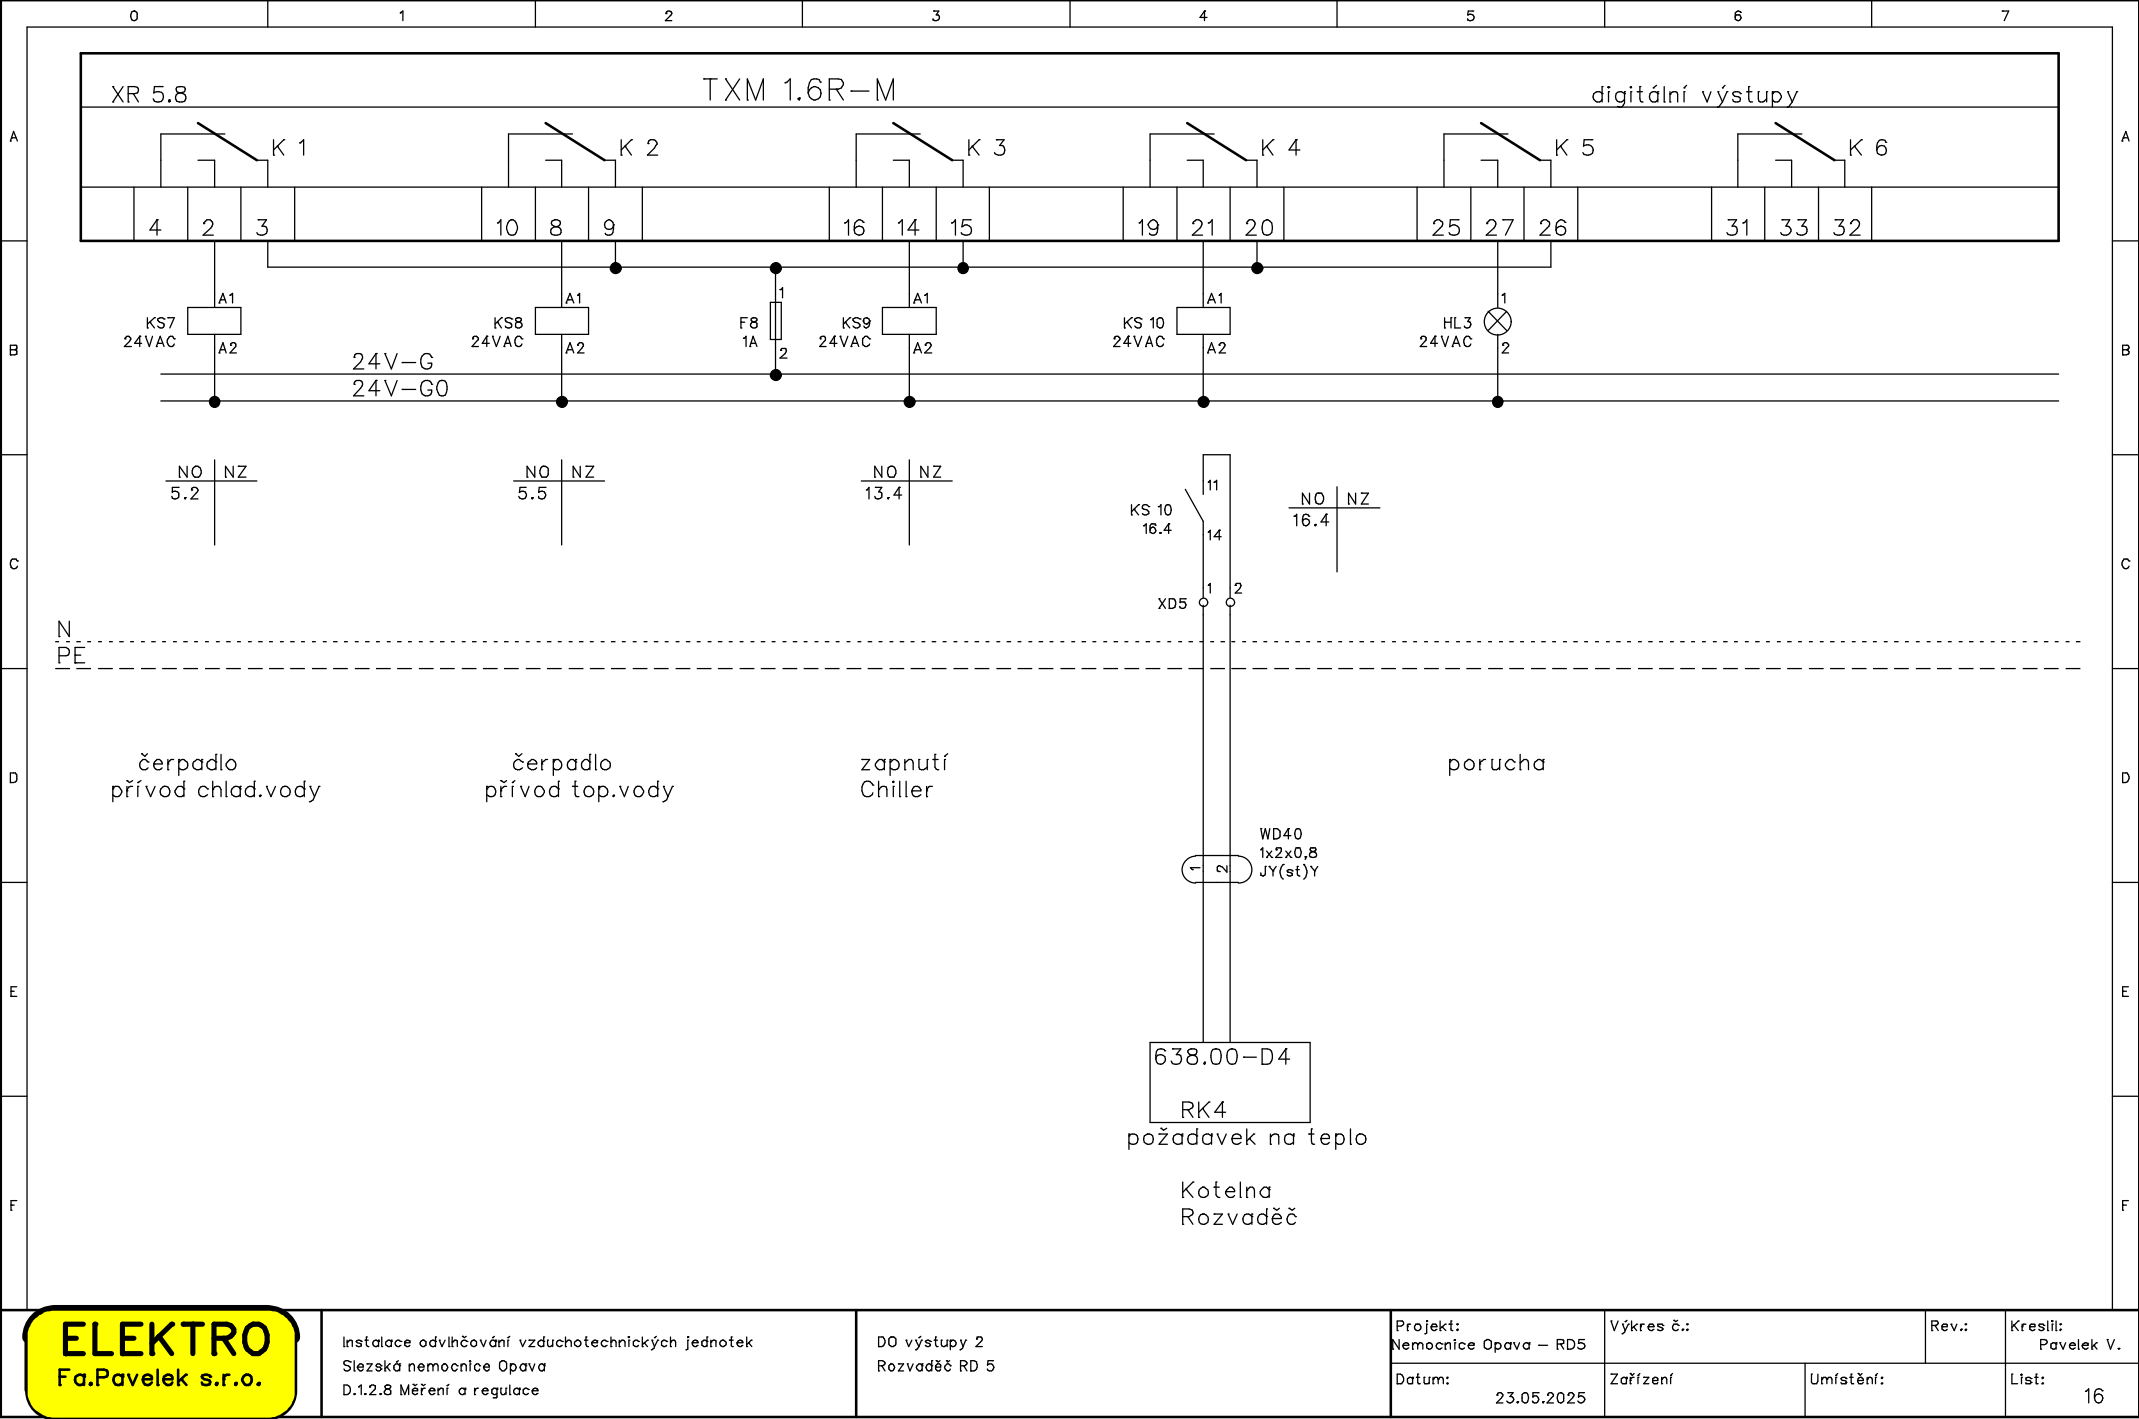 0 1 2 3 4 5 6 7
XR 5.8 TXM 1.6R-M digitální výstupy
A K 1 K 2 K 3 K 4 K 5 K 6 A
4 2 3 10 8 9 16 14 15 19 21 20 25 27 26 31 33 32
A1 A1 1 A1 A1 1
KS7 KS8 F8 KS9 KS 10 HL3
24VAC 24VAC 1A 24VAC 24VAC 24VAC
B A2 A2 2 A2 A2 2 B
24V-G
24V-G0
NO NZ NO NZ NO NZ
5.2 5.5 13.4
11
KS 10 NO NZ
16.4 16.4
14
C C
1 2
XD5
N
PE
čerpadlo čerpadlo zapnutí porucha
D D
přívod chlad.vody přívod top.vody Chiller
WD40
1x2x0,8
JY(st)Y
1 2
E E
638.00-D4
RK4
požadavek na teplo
Kotelna
F F
Rozvaděč
ELEKTRO
Fa.Pavelek s.r.o.
Instalace odvlhčování vzduchotechnických jednotek
Slezská nemocnice Opava
D.1.2.8 Měření a regulace
DO výstupy 2
Rozvaděč RD 5
Projekt:
Nemocnice Opava - RD5
Výkres č.:
Rev.:
Kreslil:
Pavelek V.
Datum:
23.05.2025
Zařízení
Umístění:
List:
16